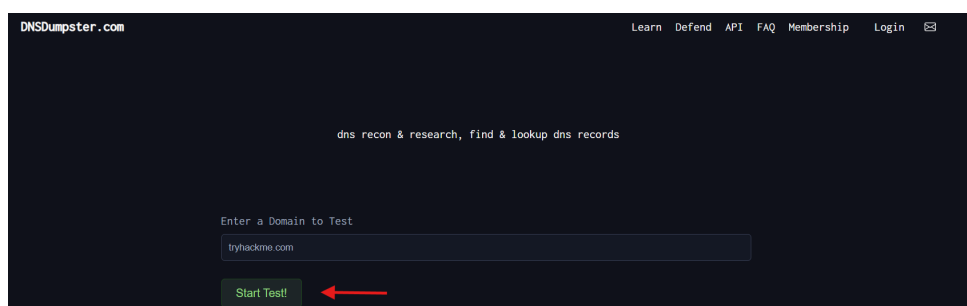 DNSDumpster.com Learn Defend API FAQ Membership Login
dns recon & research, find & lookup dns records
Enter a Domain to Test
tryhackme.com
Start Test!